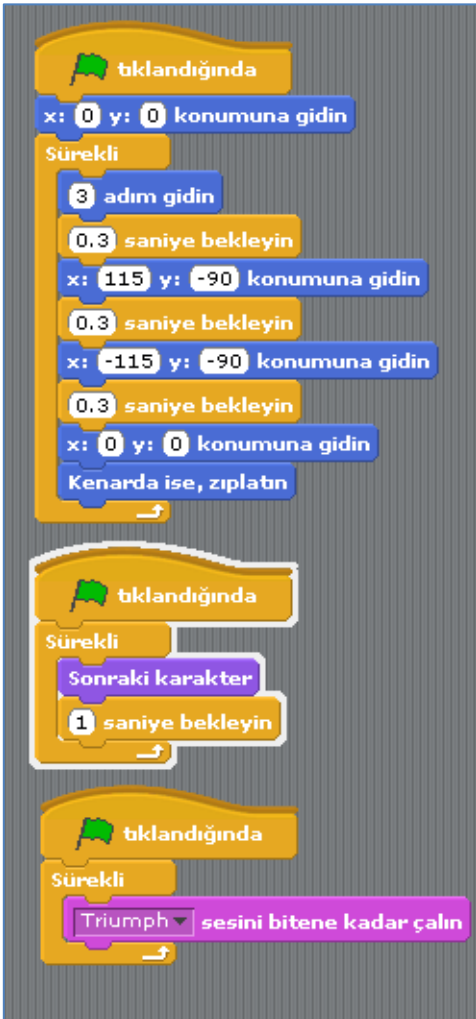 tıklandığında
x: 0 y: 0 konumuna gidin
Sürekli
3 adım gidin
0.3 saniye bekleyin
x: 115 y: -90 konumuna gidin
0.3 saniye bekleyin
x: -115 y: -90 konumuna gidin
0.3 saniye bekleyin
x: 0 y: 0 konumuna gidin
Kenarda ise, zıplatın
tıklandığında
Sürekli
Sonraki karakter
1 saniye bekleyin
tıklandığında
Sürekli
Triumph sesini bitene kadar çalın